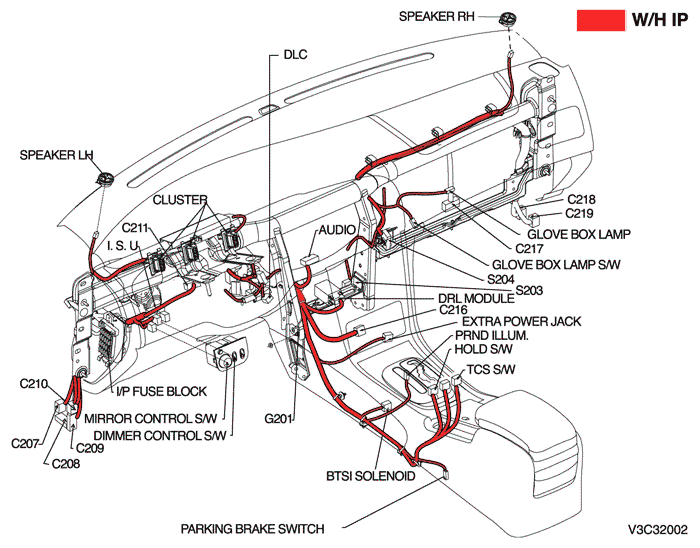 SPEAKER RH
W/H IP
DLC
SPEAKER LH
CLUSTER
C211
I. S. U
AUDIO
C218
C219
GLOVE BOX LAMP
C217
GLOVE BOX LAMP S/W
S204
S203
DRL MODULE
C216
EXTRA POWER JACK
PRND ILLUM.
HOLD S/W
TCS S/W
C210
I/P FUSE BLOCK
MIRROR CONTROL S/W
G201
DIMMER CONTROL S/W
C207
C209
C208
BTSI SOLENOID
PARKING BRAKE SWITCH
V3C32002